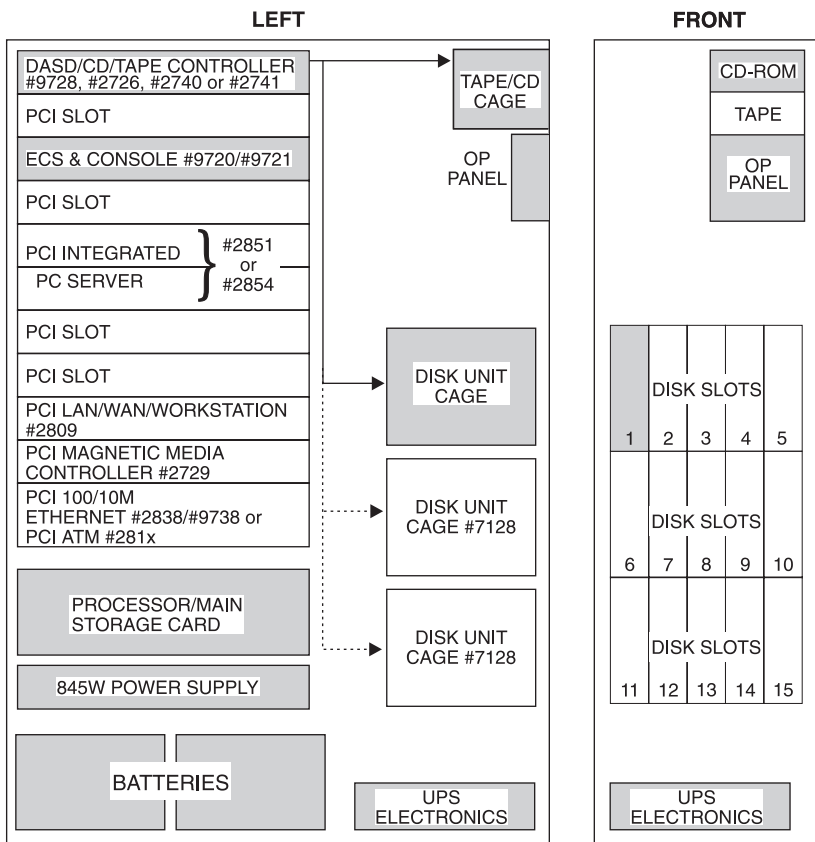 LEFT
DASD/CD/TAPE CONTROLLER
#9728, #2726, #2740 or #2741
PCI SLOT
ECS & CONSOLE #9720/#9721
PCI SLOT
PCI INTEGRATED
PC SERVER
#2851
or
#2854
PCI SLOT
PCI SLOT
PCI LAN/WAN/WORKSTATION
#2809
PCI MAGNETIC MEDIA
CONTROLLER #2729
PCI 100/10M
ETHERNET #2838/#9738 or
PCI ATM #281x
PROCESSOR/MAIN
STORAGE CARD
845W POWER SUPPLY
BATTERIES
TAPE/CD
CAGE
OP
PANEL
DISK UNIT
CAGE
DISK UNIT
CAGE #7128
DISK UNIT
CAGE #7128
UPS
ELECTRONICS
FRONT
CD-ROM
TAPE
OP
PANEL
DISK SLOTS
1 2 3 4 5
DISK SLOTS
6 7 8 9 10
DISK SLOTS
11 12 13 14 15
UPS
ELECTRONICS